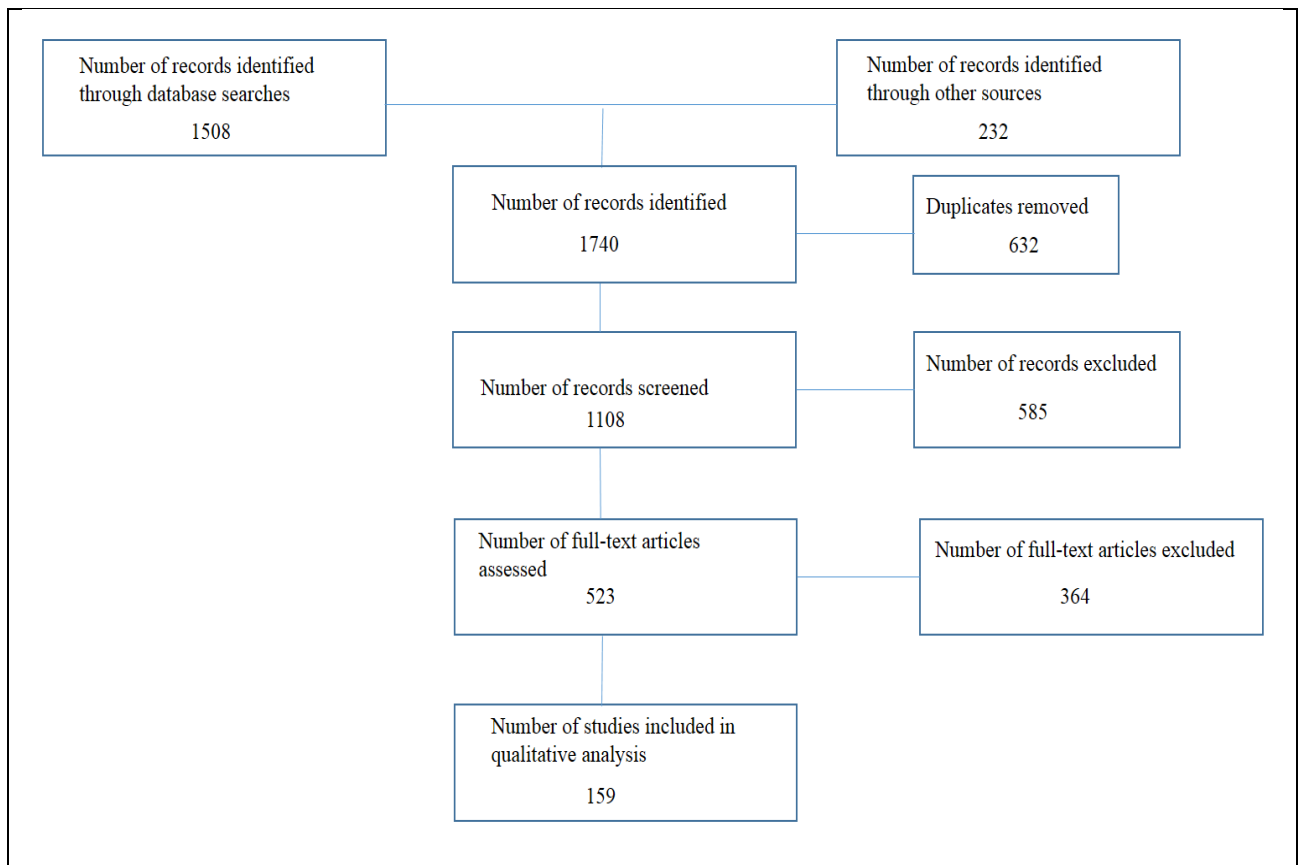 Number of records identified
through database searches
1508
Number of records identified
through other sources
232
Number of records identified
1740
Duplicates removed
632
Number of records screened
1108
Number of records excluded
585
Number of full-text articles
assessed
523
Number of full-text articles excluded
364
Number of studies included in
qualitative analysis
159